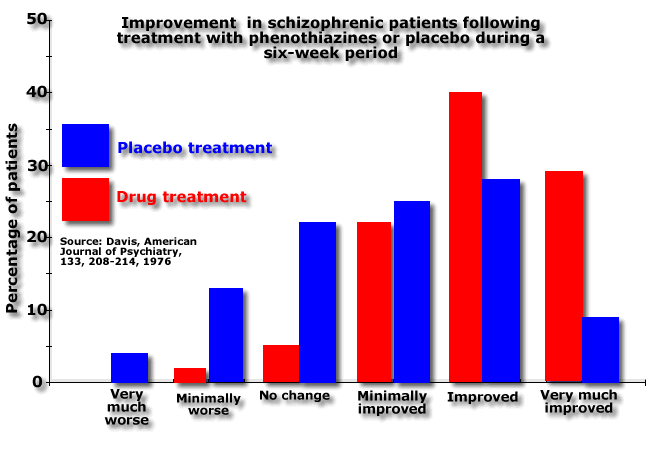 Improvement in schizophrenic patients following
treatment with phenothiazines or placebo during a
six-week period
50
40
30
20
10
0
Percentage of patients
Placebo treatment
Drug treatment
Source: Davis, American
Journal of Psychiatry,
133, 208-214, 1976
Very
much
worse
Minimally
worse
No change
Minimally
improved
Improved
Very much
improved